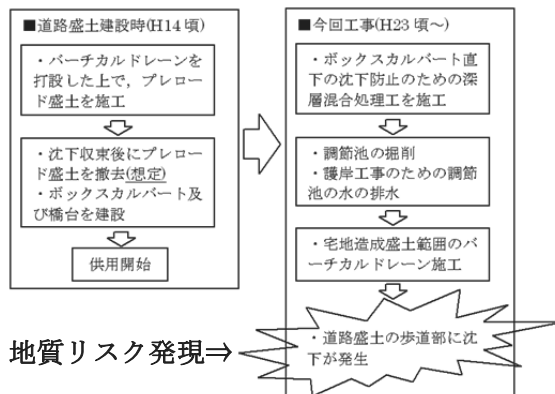 ■道路盛土建設時(H14頃)
・バーチカルドレーンを
打設した上で，プレロー
ド盛土を施工
・沈下収束後にプレロード
盛土を撤去(想定)
・ボックスカルバート及
び橋台を建設
供用開始
■今回工事(H23頃～)
・ボックスカルバート直
下の沈下防止のための深
層混合処理工を施工
・調節池の掘削
・護岸工事のための調節
池の水の排水
・宅地造成盛土範囲のバ
ーチカルドレーン施工
地質リスク発現⇒
・道路盛土の歩道部に沈
下が発生